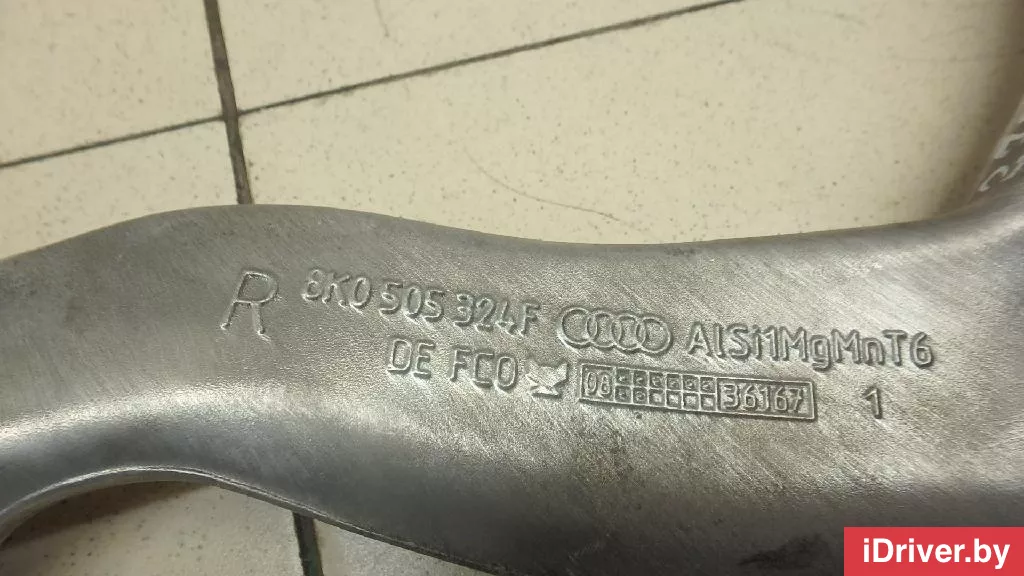 R 8K0 505 324F AlSi1MgMnT6
DE FCO 08 36167 1
iDriver.by